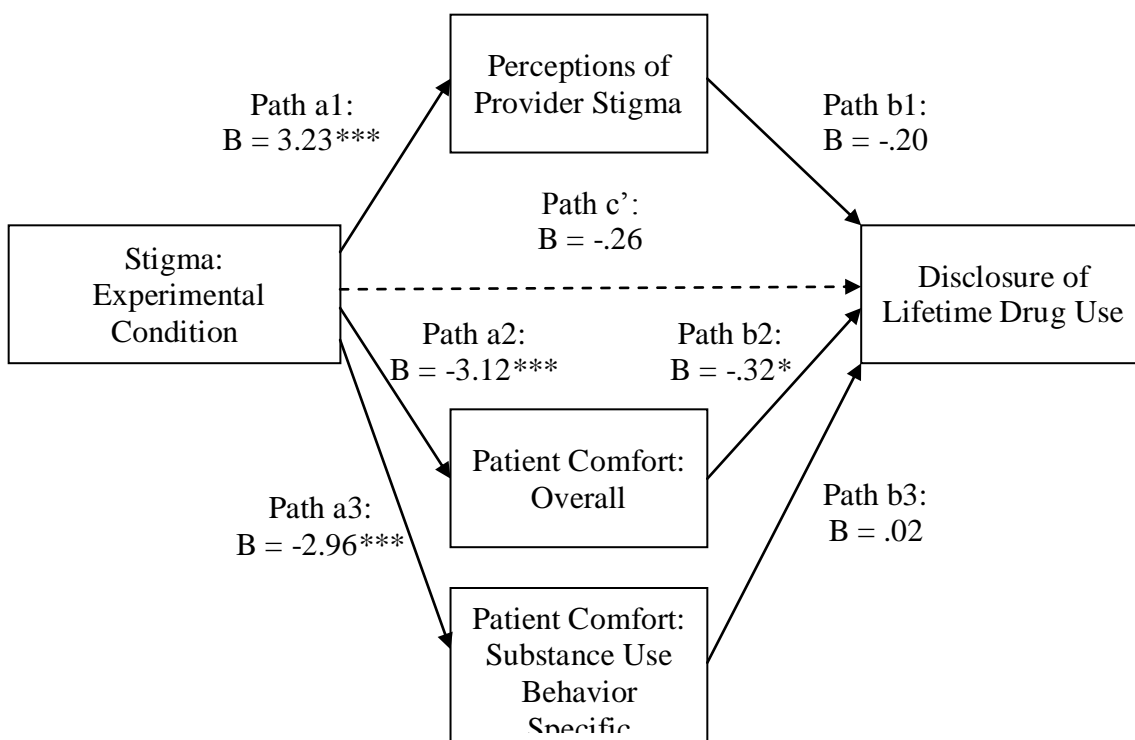 Perceptions of
Provider Stigma
Path a1:
B = 3.23***
Path b1:
B = -.20
Path c’:
B = -.26
Stigma:
Experimental
Condition
Disclosure of
Lifetime Drug Use
Path a2:
B = -3.12***
Path b2:
B = -.32*
Patient Comfort:
Overall
Path a3:
B = -2.96***
Path b3:
B = .02
Patient Comfort:
Substance Use
Behavior
Specific